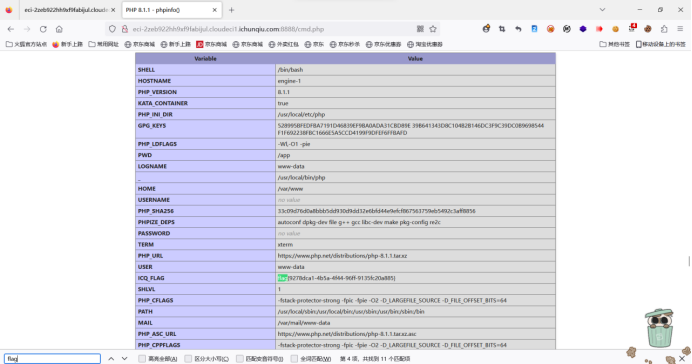 eci-2zeb922hh9xf9fabijul.cloudeci1
PHP 8.1.1 - phpinfo()
eci-2zeb922hh9xf9fabijul.cloudeci1.ichunqiu.com:8888/cmd.php
火狐官方站点 新手上路 常用网址 京东商城 新手上路 京东商城 京东商城 外卖红包 京东 京东秒杀 京东优惠券 淘宝优惠券 其他书签 移动设备上的书签
Variable Value
SHELL /bin/bash
HOSTNAME engine-1
PHP_VERSION 8.1.1
KATA_CONTAINER true
PHP_INI_DIR /usr/local/etc/php
GPG_KEYS 528995BFEDFBA7191D46839EF9BA0ADA31CBD89E 39B641343D8C104B2B146DC3F9C39DC0B9698544
F1F692238FBC1666E5A5CCD4199F9DFEF6FFBAFD
PHP_LDFLAGS -Wl,-O1 -pie
PWD /app
LOGNAME www-data
_ /usr/local/bin/php
HOME /var/www
USERNAME no value
PHP_SHA256 33c09d76d0a8bbb5dd930d9dd32e6bfd44e9efcf867563759eb5492c3aff8856
PHPIZE_DEPS autoconf dpkg-dev file g++ gcc libc-dev make pkg-config re2c
PASSWORD no value
TERM xterm
PHP_URL https://www.php.net/distributions/php-8.1.1.tar.xz
USER www-data
ICQ_FLAG flag{9278dca1-4b5a-4f44-96ff-9135fc20a885}
SHLVL 1
PHP_CFLAGS -fstack-protector-strong -fpic -fpie -O2 -D_LARGEFILE_SOURCE -D_FILE_OFFSET_BITS=64
PATH /usr/local/sbin:/usr/local/bin:/usr/sbin:/usr/bin:/sbin:/bin
MAIL /var/mail/www-data
PHP_ASC_URL https://www.php.net/distributions/php-8.1.1.tar.xz.asc
PHP_CPPFLAGS -fstack-protector-strong -fpic -fpie -O2 -D_LARGEFILE_SOURCE -D_FILE_OFFSET_BITS=64
flag 高亮全部(A) 区分大小写(C) 匹配变音符号(I) 全词匹配(W) 第 4 项，共找到 11 个匹配项